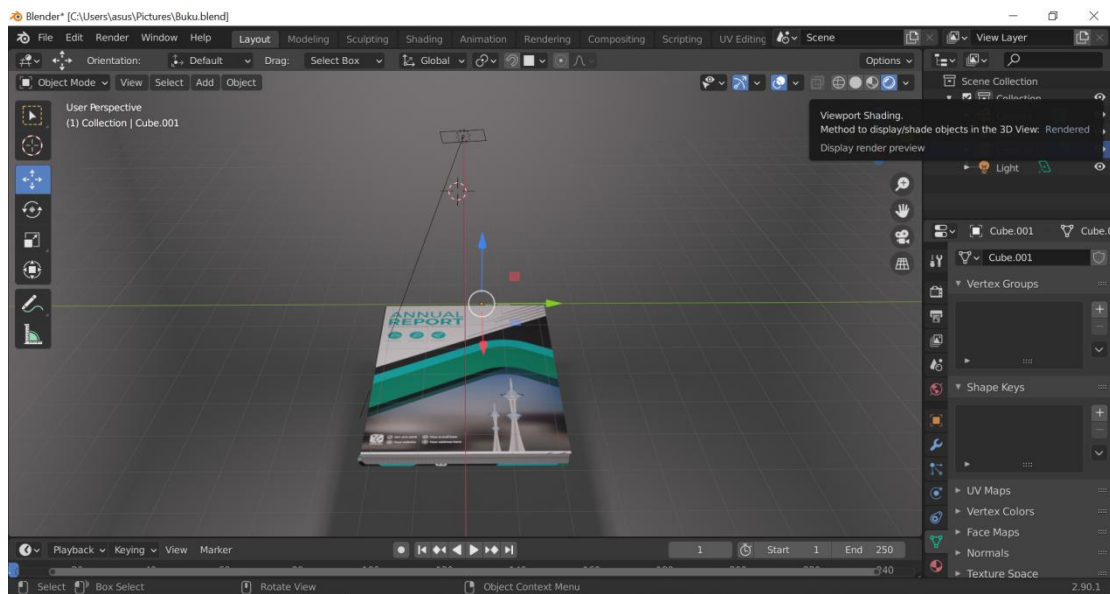 Blender* [C:\Users\asus\Pictures\Buku.blend]
File Edit Render Window Help Layout Modeling Sculpting Shading Animation Rendering Compositing Scripting UV Editing Scene View Layer
Orientation: Default Drag: Select Box Global Options
Object Mode View Select Add Object
Scene Collection
Collection
User Perspective
(1) Collection | Cube.001
Viewport Shading.
Method to display/shade objects in the 3D View: Rendered
Display render preview
Light
Cube.001 Cube.
Cube.001
Vertex Groups
ANNUAL
REPORT
Shape Keys
UV Maps
Vertex Colors
Face Maps
Normals
Texture Space
Playback Keying View Marker 1 Start 1 End 250
240
Select Box Select Rotate View Object Context Menu 2.90.1